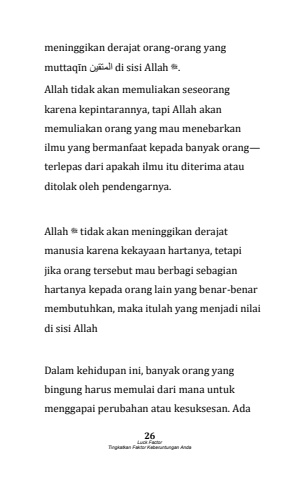 meninggikan derajat orang-orang yang
muttaqīn المتقين di sisi Allah ﷻ.
Allah tidak akan memuliakan seseorang
karena kepintarannya, tapi Allah akan
memuliakan orang yang mau menebarkan
ilmu yang bermanfaat kepada banyak orang—
terlepas dari apakah ilmu itu diterima atau
ditolak oleh pendengarnya.
Allah ﷻ tidak akan meninggikan derajat
manusia karena kekayaan hartanya, tetapi
jika orang tersebut mau berbagi sebagian
hartanya kepada orang lain yang benar-benar
membutuhkan, maka itulah yang menjadi nilai
di sisi Allah
Dalam kehidupan ini, banyak orang yang
bingung harus memulai dari mana untuk
menggapai perubahan atau kesuksesan. Ada
26
Luck Factor
Tingkatkan Faktor Keberuntungan Anda